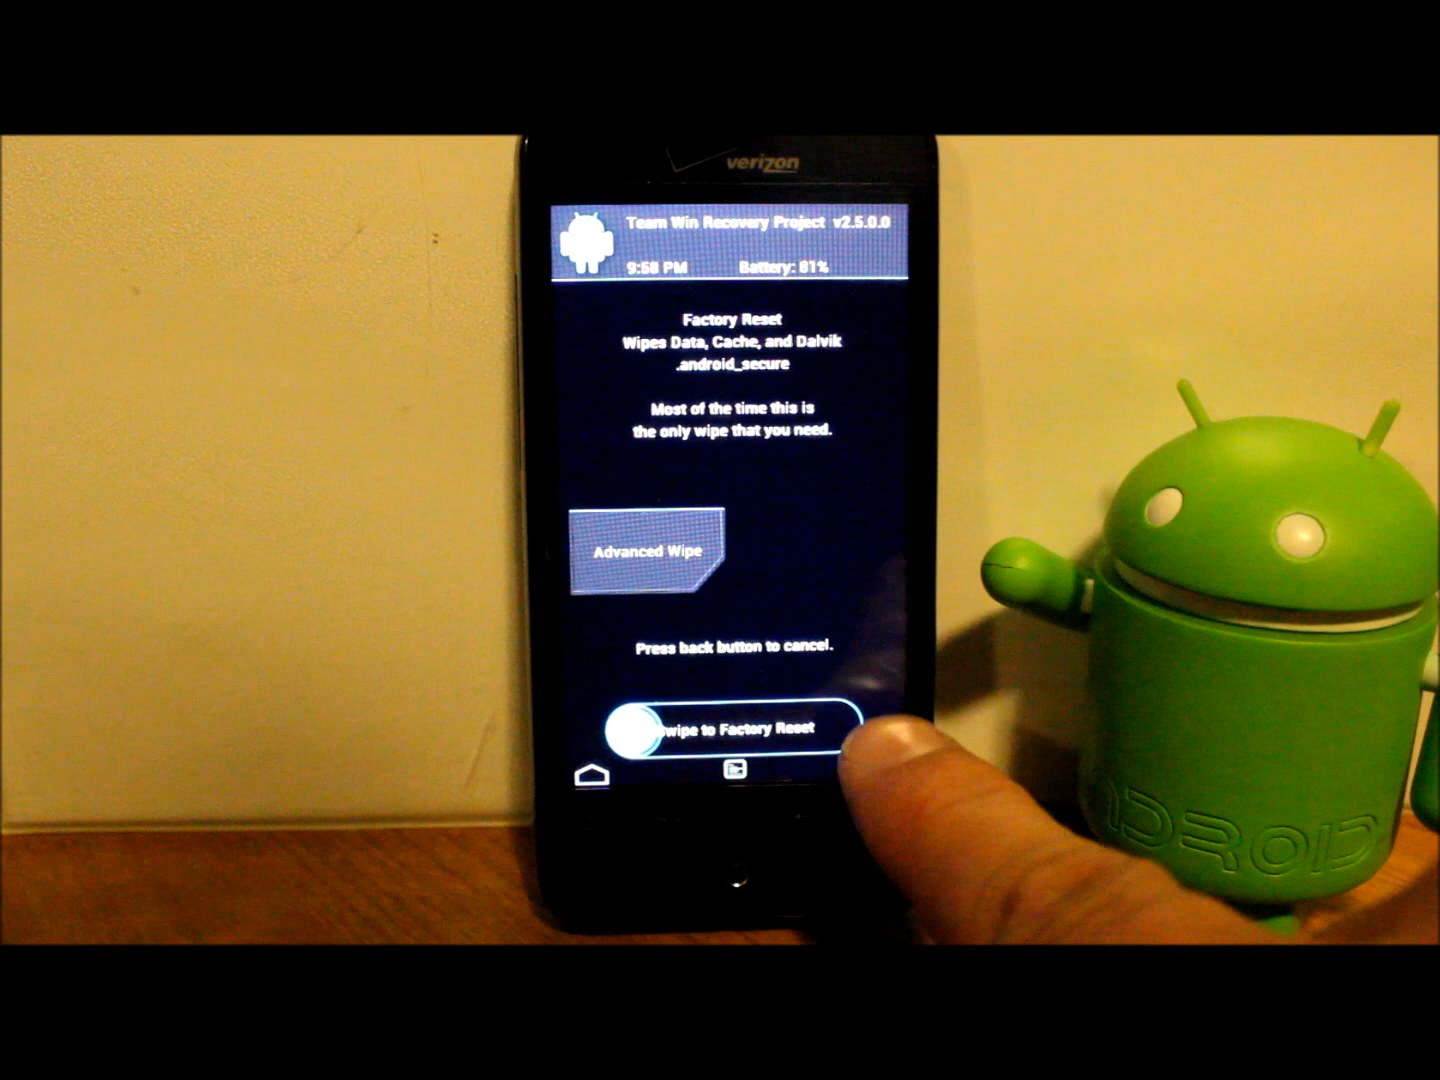 verizon
Team Win Recovery Project v2.5.0.0
9:58 PM Battery: 81%
Factory Reset
Wipes Data, Cache, and Dalvik
.android_secure
Most of the time this is
the only wipe that you need.
Advanced Wipe
Press back button to cancel.
swipe to Factory Reset
ANDROID